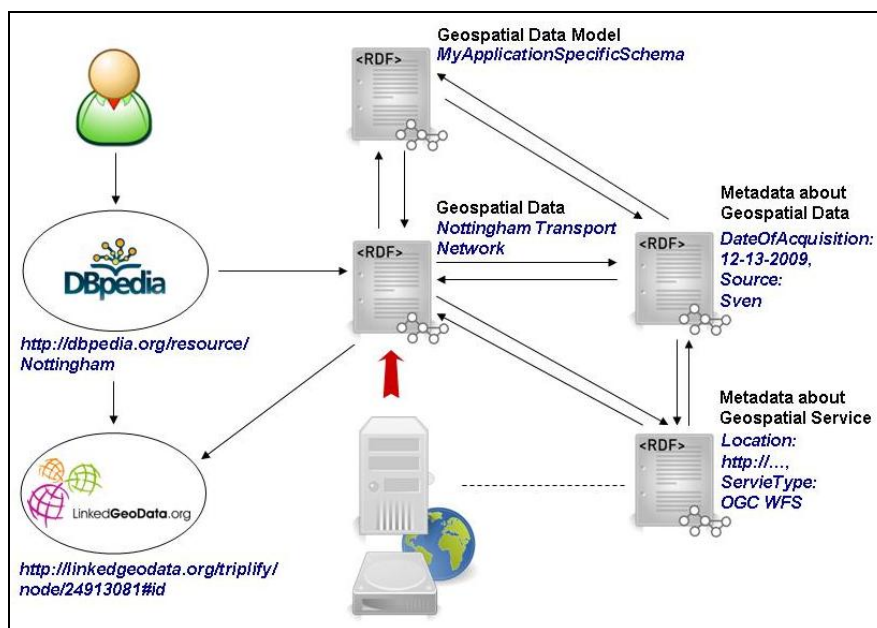 Geospatial Data Model
MyApplicationSpecificSchema
<RDF>
Geospatial Data
Nottingham Transport
Network
<RDF>
Metadata about
Geospatial Data
DateOfAcquisition:
12-13-2009,
Source:
Sven
<RDF>
DBpedia
http://dbpedia.org/resource/
Nottingham
Metadata about
Geospatial Service
Location:
http://...,
ServieType:
OGC WFS
<RDF>
LinkedGeoData.org
http://linkedgeodata.org/triplify/
node/24913081#id